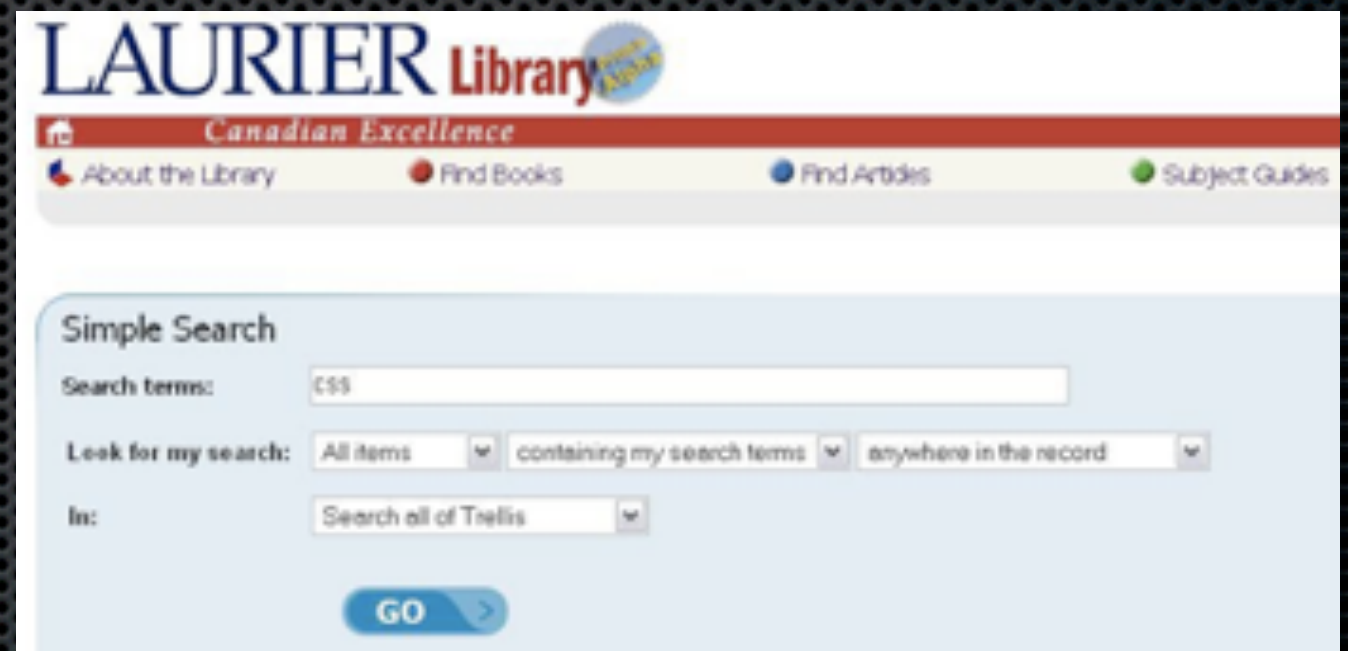 LAURIER Library Alpha
Canadian Excellence
About the Library Find Books Find Articles Subject Guides
Simple Search
Search terms: css
Look for my search: All items containing my search terms anywhere in the record
In: Search all of Trellis
GO >